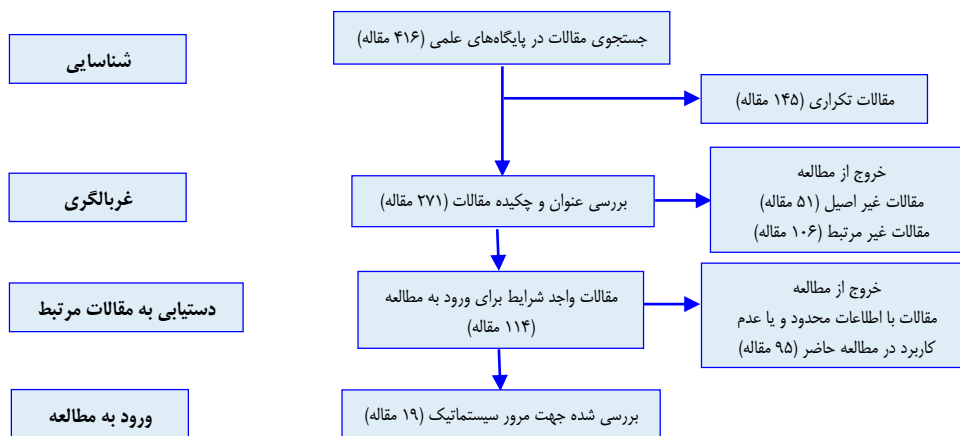 شناسایی
جستجوی مقالات در پایگاه‌های علمی (۴۱۶ مقاله)
مقالات تکراری (۱۴۵ مقاله)
غربالگری
بررسی عنوان و چکیده مقالات (۲۷۱ مقاله)
خروج از مطالعه
مقالات غیر اصیل (۵۱ مقاله)
مقالات غیر مرتبط (۱۰۶ مقاله)
دستیابی به مقالات مرتبط
مقالات واجد شرایط برای ورود به مطالعه
(۱۱۴ مقاله)
خروج از مطالعه
مقالات با اطلاعات محدود و یا عدم
کاربرد در مطالعه حاضر (۹۵ مقاله)
ورود به مطالعه
بررسی شده جهت مرور سیستماتیک (۱۹ مقاله)